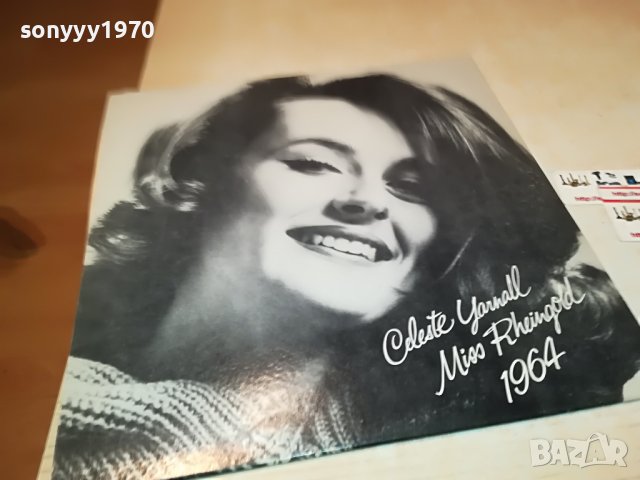 sonyyy1970
Celeste Yarnall
Miss Rheingold
1964
BAZAR